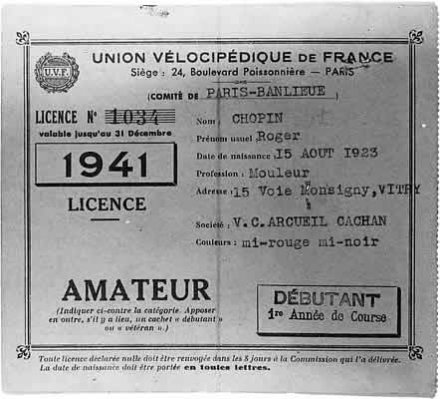 U.V.F.
UNION VÉLOCIPÉDIQUE DE FRANCE
Siège : 24, Boulevard Poissonnière — PARIS
(COMITÉ DE PARIS-BANLIEUE)
LICENCE N° 1034
valable jusqu'au 31 Décembre
1941
LICENCE
Nom : CHOPIN
Prénom usuel : Roger
Date de naissance : 15 AOUT 1923
Profession : Mouleur
Adresse : 15 Voie Monsigny, VITRY
Société : V.C. ARCUEIL CACHAN
Couleurs : mi-rouge mi-noir
AMATEUR
(Indiquer ci-contre la catégorie. Apposer
en outre, s'il y a lieu, un cachet « débutant »
ou « vétéran ».)
DÉBUTANT
1re Année de Course
Toute licence déclarée nulle doit être renvoyée dans les 8 jours à la Commission qui l'a délivrée.
La date de naissance doit être portée en toutes lettres.